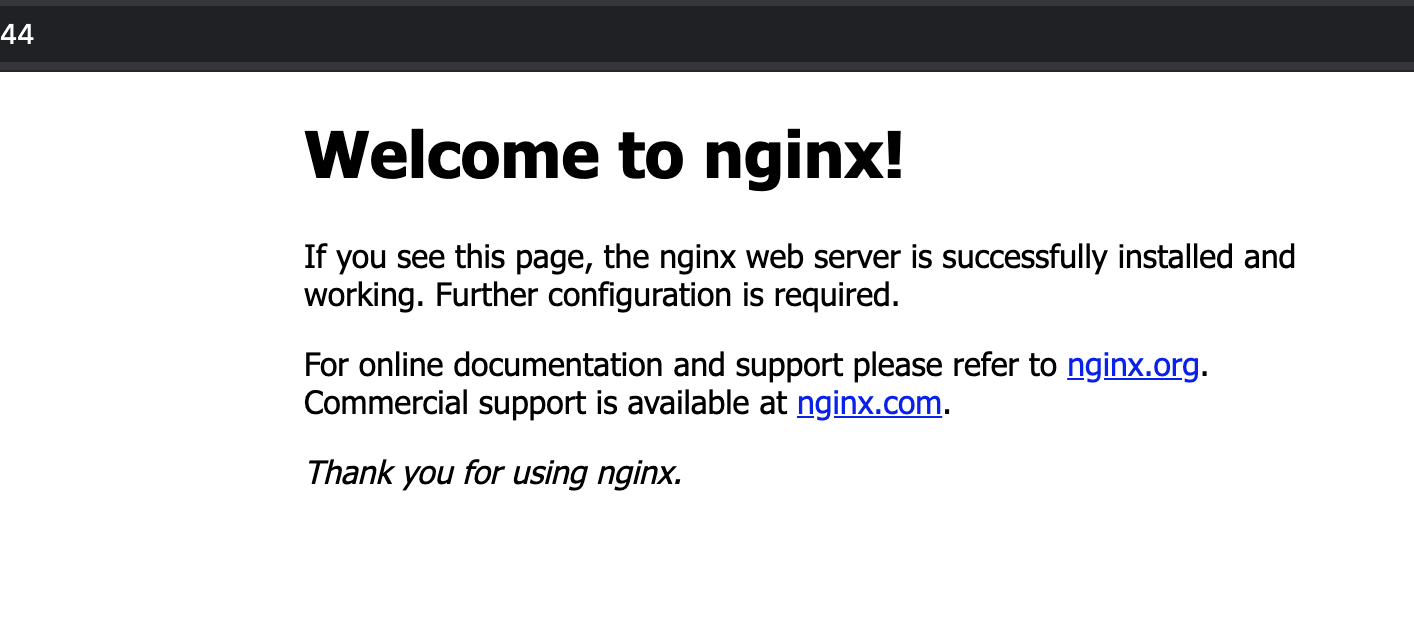 44
Welcome to nginx!
If you see this page, the nginx web server is successfully installed and
working. Further configuration is required.
For online documentation and support please refer to nginx.org.
Commercial support is available at nginx.com.
Thank you for using nginx.